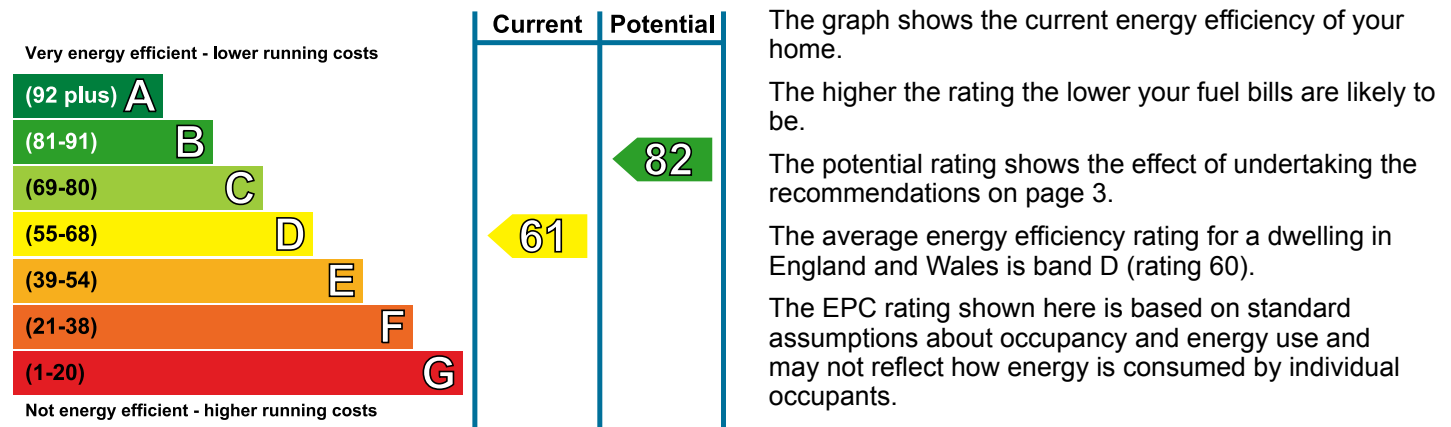 Current Potential
Very energy efficient - lower running costs
(92 plus) A
(81-91) B
82
(69-80) C
(55-68) D
61
(39-54) E
(21-38) F
(1-20) G
Not energy efficient - higher running costs
The graph shows the current energy efficiency of your
home.
The higher the rating the lower your fuel bills are likely to
be.
The potential rating shows the effect of undertaking the
recommendations on page 3.
The average energy efficiency rating for a dwelling in
England and Wales is band D (rating 60).
The EPC rating shown here is based on standard
assumptions about occupancy and energy use and
may not reflect how energy is consumed by individual
occupants.